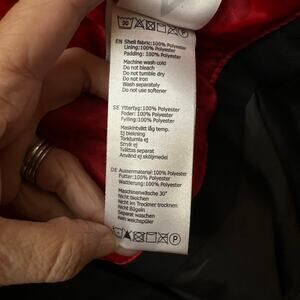 30
EN Shell fabric:100% Polyester
Lining:100% Polyester
Padding: 100% Polyester
Machine wash cold
Do not bleach
Do not tumble dry
Do not iron
Wash separately
Do not use softener
SE Yttertyg:100% Polyester
Foder: 100% Polyester
Fyllning: 100% Polyester
Maskintvätt låg temp.
Ej blekning
Torktumla ej
Stryk ej
Tvättas separat
Använd ej sköljmedel
DE Aussenmaterial:100% Polyester
Futter:100% Polyester
Wattierung:100% Polyester
Maschinenwäsche 30°
Nicht bleichen
Nicht im Trockner trocknen
Nicht Bügeln
Separat waschen
Kein weichspüler
P